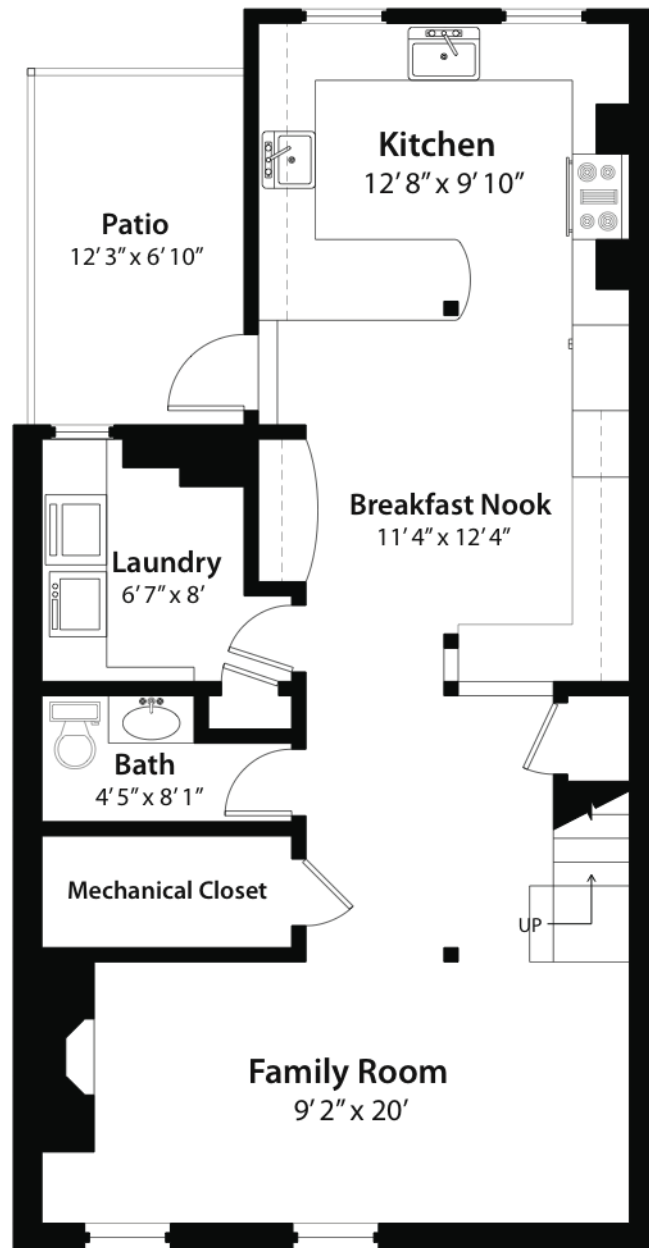 Kitchen
12’ 8” x 9’ 10”
Patio
12’ 3” x 6’ 10”
Breakfast Nook
11’ 4” x 12’ 4”
Laundry
6’ 7” x 8’
Bath
4’ 5” x 8’ 1”
Mechanical Closet
UP
Family Room
9’ 2” x 20’